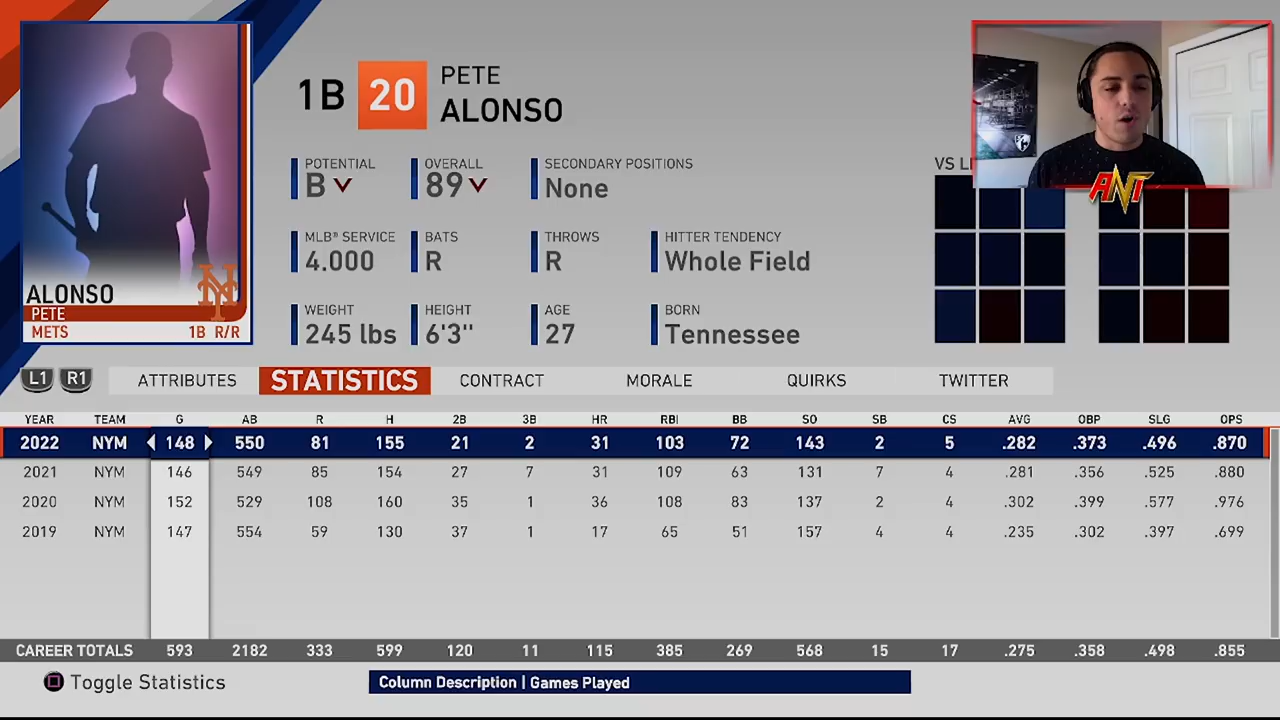 1B 20 PETE
ALONSO
POTENTIAL OVERALL SECONDARY POSITIONS
B 89 None
MLB® SERVICE BATS THROWS HITTER TENDENCY
4.000 R R Whole Field
WEIGHT HEIGHT AGE BORN
245 lbs 6'3" 27 Tennessee
VS L
ANT
ALONSO
PETE
METS 1B R/R
NY
L1 R1 ATTRIBUTES STATISTICS CONTRACT MORALE QUIRKS TWITTER
YEAR TEAM G AB R H 2B 3B HR RBI BB SO SB CS AVG OBP SLG OPS
2022 NYM 148 550 81 155 21 2 31 103 72 143 2 5 .282 .373 .496 .870
2021 NYM 146 549 85 154 27 7 31 109 63 131 7 4 .281 .356 .525 .880
2020 NYM 152 529 108 160 35 1 36 108 83 137 2 4 .302 .399 .577 .976
2019 NYM 147 554 59 130 37 1 17 65 51 157 4 4 .235 .302 .397 .699
CAREER TOTALS 593 2182 333 599 120 11 115 385 269 568 15 17 .275 .358 .498 .855
Toggle Statistics
Column Description | Games Played